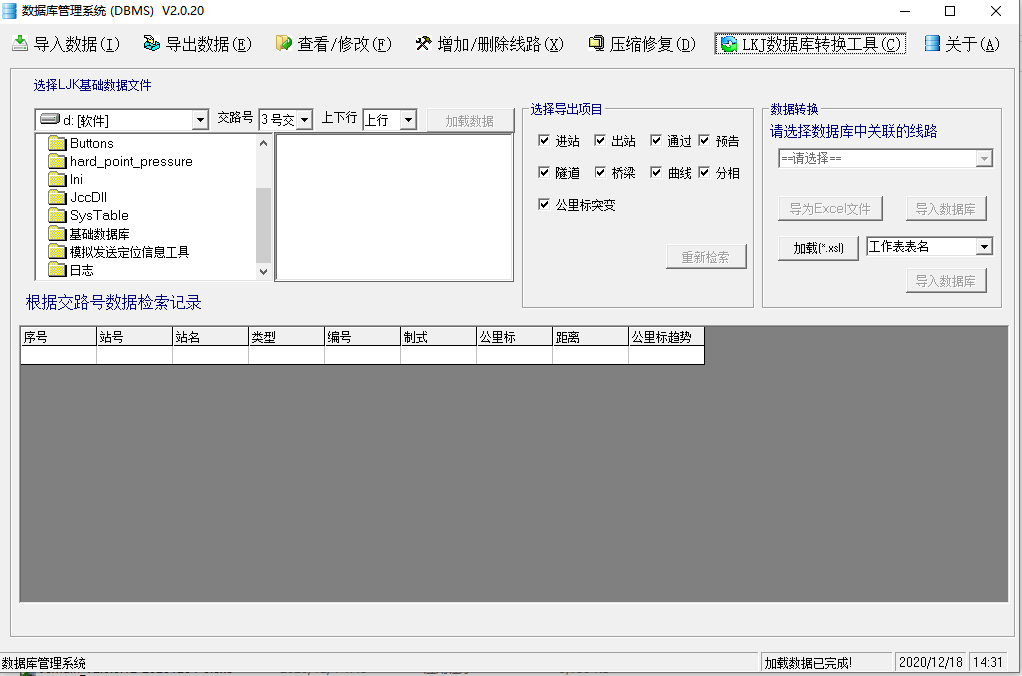 数据库管理系统 (DBMS)  V2.0.20
导入数据(I) 导出数据(E) 查看/修改(F) 增加/删除线路(X) 压缩修复(D) LKJ数据库转换工具(C) 关于(A)
选择LJK基础数据文件
d: [软件] 交路号 3 号交 上下行 上行 加载数据
Buttons
hard_point_pressure
Ini
JccDll
SysTable
基础数据库
模拟发送定位信息工具
日志
选择导出项目
进站 出站 通过 预告
隧道 桥梁 曲线 分相
公里标突变
重新检索
数据转换
请选择数据库中关联的线路
==请选择==
导为Excel文件 导入数据库
加载(*.xsl) 工作表表名
导入数据库
根据交路号数据检索记录
序号 站号 站名 类型 编号 制式 公里标 距离 公里标趋势
数据库管理系统 加载数据已完成! 2020/12/18 14:31